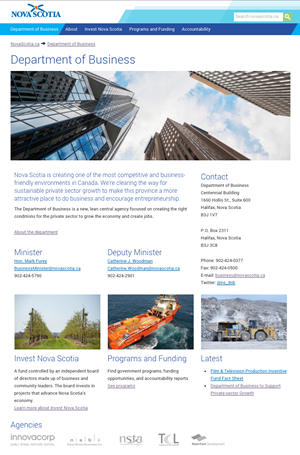 NOVA SCOTIA
Search novascotia.ca
Department of Business
About
Invest Nova Scotia
Programs and Funding
Accountability
NovaScotia.ca ➔ Department of Business
Department of Business
Nova Scotia is creating one of the most competitive and business-
friendly environments in Canada. We're clearing the way for
sustainable private sector growth to make this province a more
attractive place to do business and encourage entrepreneurship.
The Department of Business is a new, lean central agency focused on creating the right
conditions for the private sector to grow the economy and create jobs.
About the department
Contact
Department of Business
Centennial Building
1660 Hollis St., Suite 600
Halifax, Nova Scotia
B3J 1V7
P.O. Box 2311
Halifax, Nova Scotia
B3J 3C8
Phone: 902-424-0377
Fax: 902-424-0500
E-mail: business@novascotia.ca
Twitter: @ns_dob
Minister
Hon. Mark Furey
BusinessMinister@novascotia.ca
902-424-5790
Deputy Minister
Catherine J. Woodman
Catherine.Woodman@novascotia.ca
902-424-2901
Invest Nova Scotia
A fund controlled by an independent board
of directors made up of business and
community leaders. The board invests in
projects that advance Nova Scotia's
economy.
Learn more about Invest Nova Scotia
Programs and Funding
Find government programs, funding
opportunities, and accountability reports
See programs
Latest
Film & Television Production Incentive
Fund Fact Sheet
Department of Business to Support
Private-sector Growth
Agencies
innovacorp
nsbi
nsta
TCL
Waterfront Development